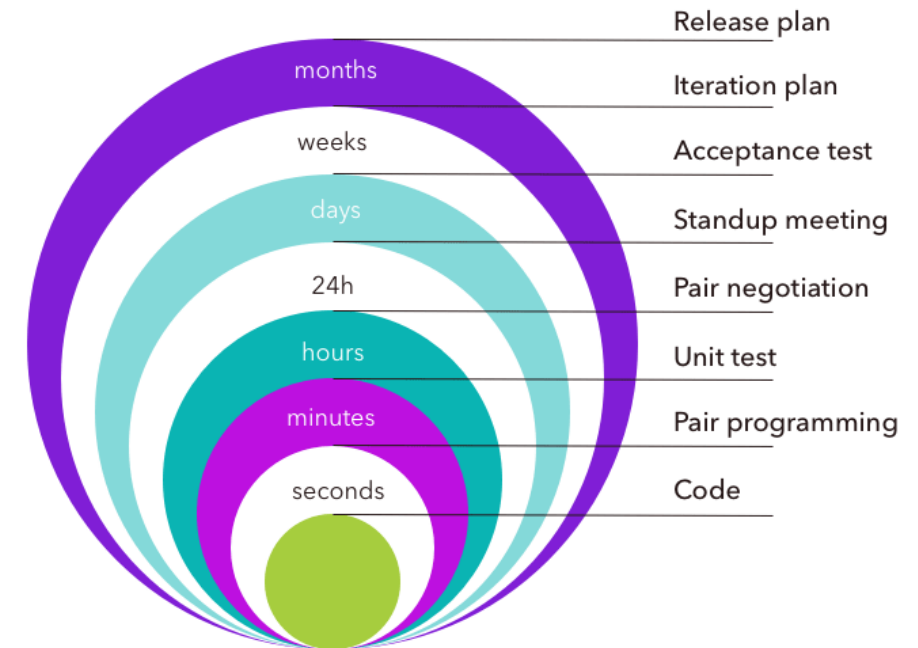 Release plan
months
Iteration plan
weeks
Acceptance test
days
Standup meeting
24h
Pair negotiation
hours
Unit test
minutes
Pair programming
seconds
Code